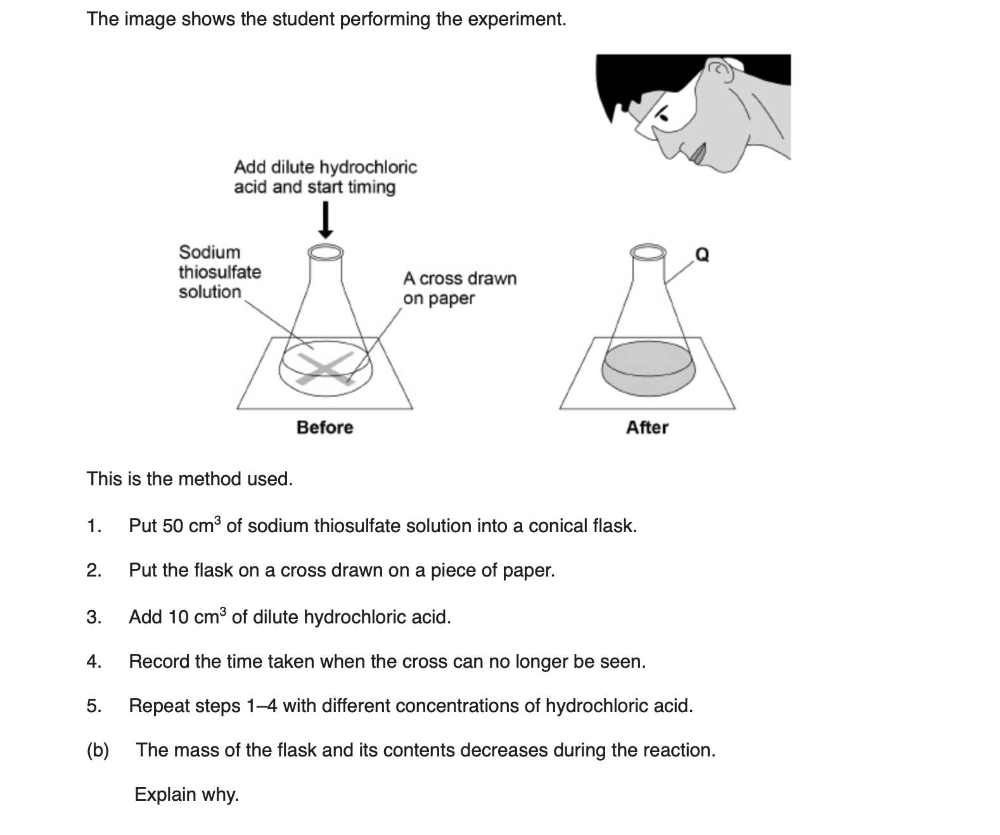 The image shows the student performing the experiment.
Add dilute hydrochloric
acid and start timing
Sodium
thiosulfate
solution
A cross drawn
on paper
Q
Before
After
This is the method used.
1. Put 50 cm³ of sodium thiosulfate solution into a conical flask.
2. Put the flask on a cross drawn on a piece of paper.
3. Add 10 cm³ of dilute hydrochloric acid.
4. Record the time taken when the cross can no longer be seen.
5. Repeat steps 1–4 with different concentrations of hydrochloric acid.
(b) The mass of the flask and its contents decreases during the reaction.
Explain why.